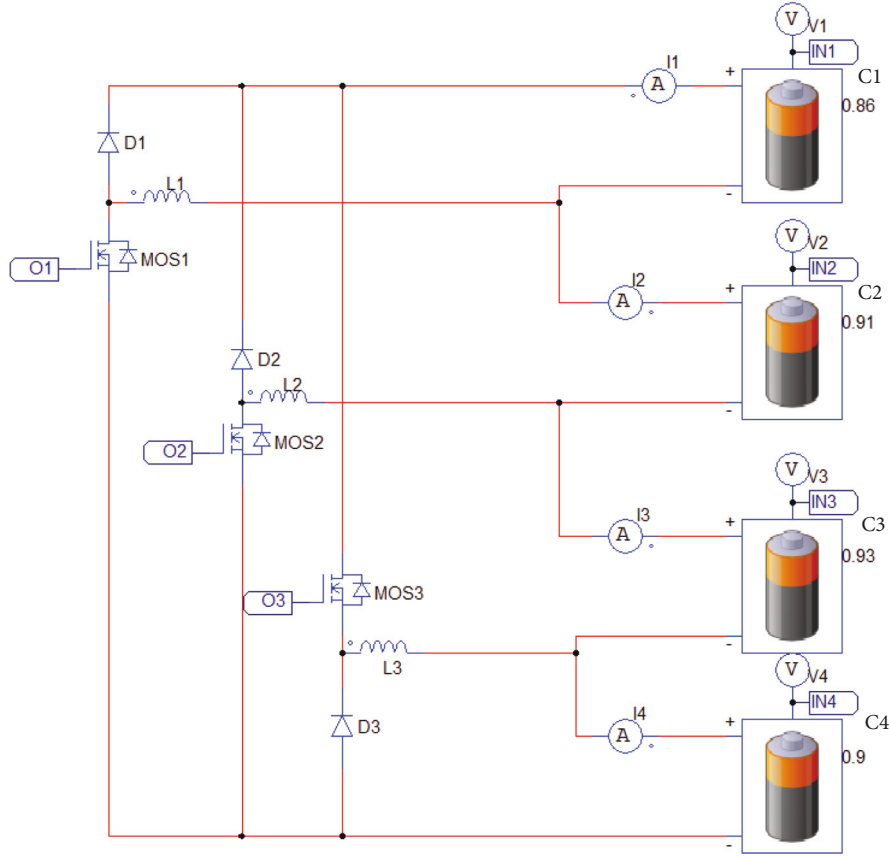 V V1
IN1
I1
A
+
C1
0.86
D1
L1
-
O1
MOS1
V V2
IN2
I2
A
+
C2
0.91
D2
L2
-
O2
MOS2
V V3
IN3
I3
A
+
C3
0.93
O3
MOS3
L3
-
V V4
IN4
I4
A
+
C4
0.9
D3
-